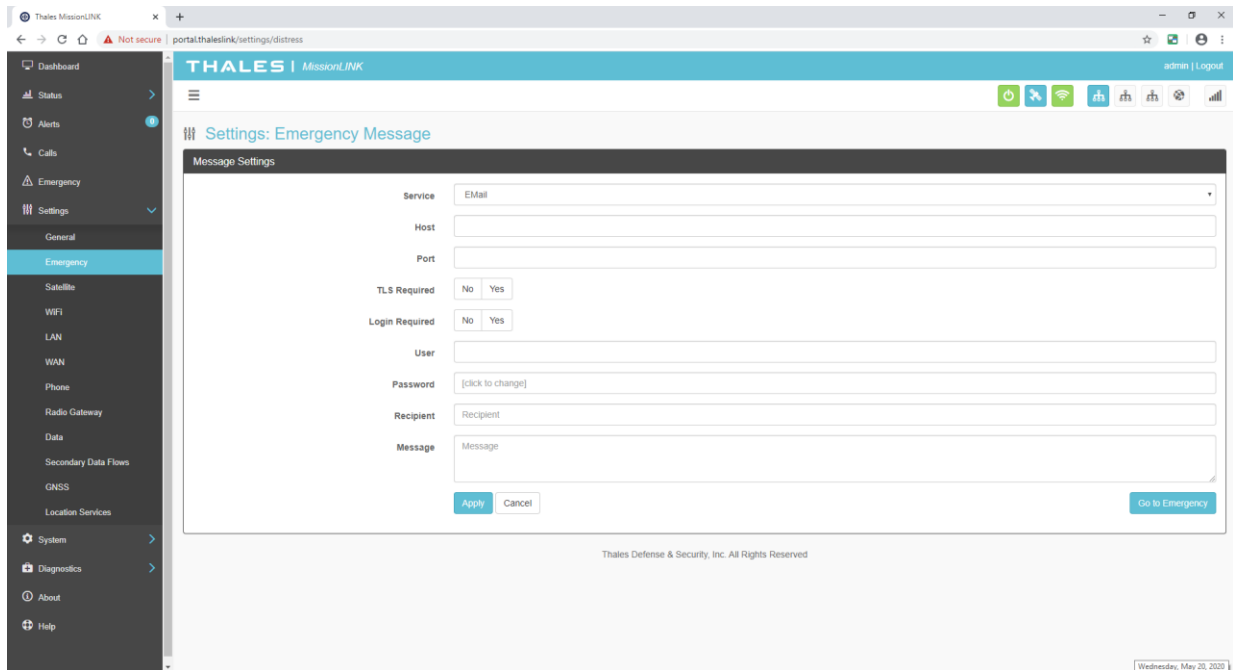 Thales MissionLINK
Not secure
portal.thaleslink/settings/distress
Dashboard
THALES | MissionLINK
admin | Logout
Status
Alerts
0
Calls
Emergency
Settings
General
Emergency
Satellite
WiFi
LAN
WAN
Phone
Radio Gateway
Data
Secondary Data Flows
GNSS
Location Services
System
Diagnostics
About
Help
Settings: Emergency Message
Message Settings
Service
EMail
Host
Port
TLS Required
No Yes
Login Required
No Yes
User
Password
[click to change]
Recipient
Recipient
Message
Message
Apply Cancel
Go to Emergency
Thales Defense & Security, Inc. All Rights Reserved
Wednesday, May 20, 2020